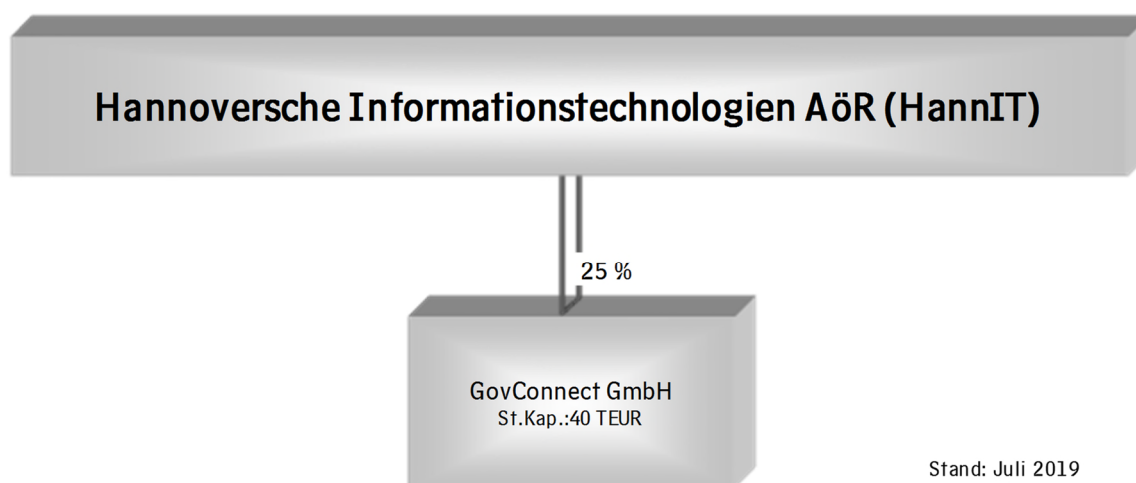 Hannoversche Informationstechnologien AöR (HannIT)
25 %
GovConnect GmbH
St.Kap.:40 TEUR
Stand: Juli 2019